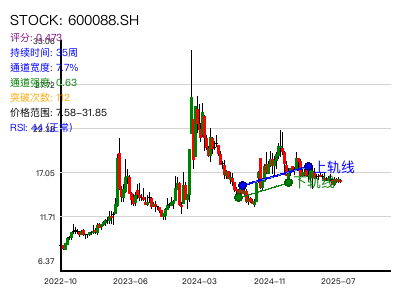 STOCK: 600088.SH
评分: 0.473
持续时间: 35周
通道宽度: 7.7%
通道强度: 0.63
突破次数: 12
价格范围: 7.58-31.85
RSI: 44 (正常)
17.05
11.71
6.37
上轨线
下轨线
2022-10
2023-06
2024-03
2024-11
2025-07